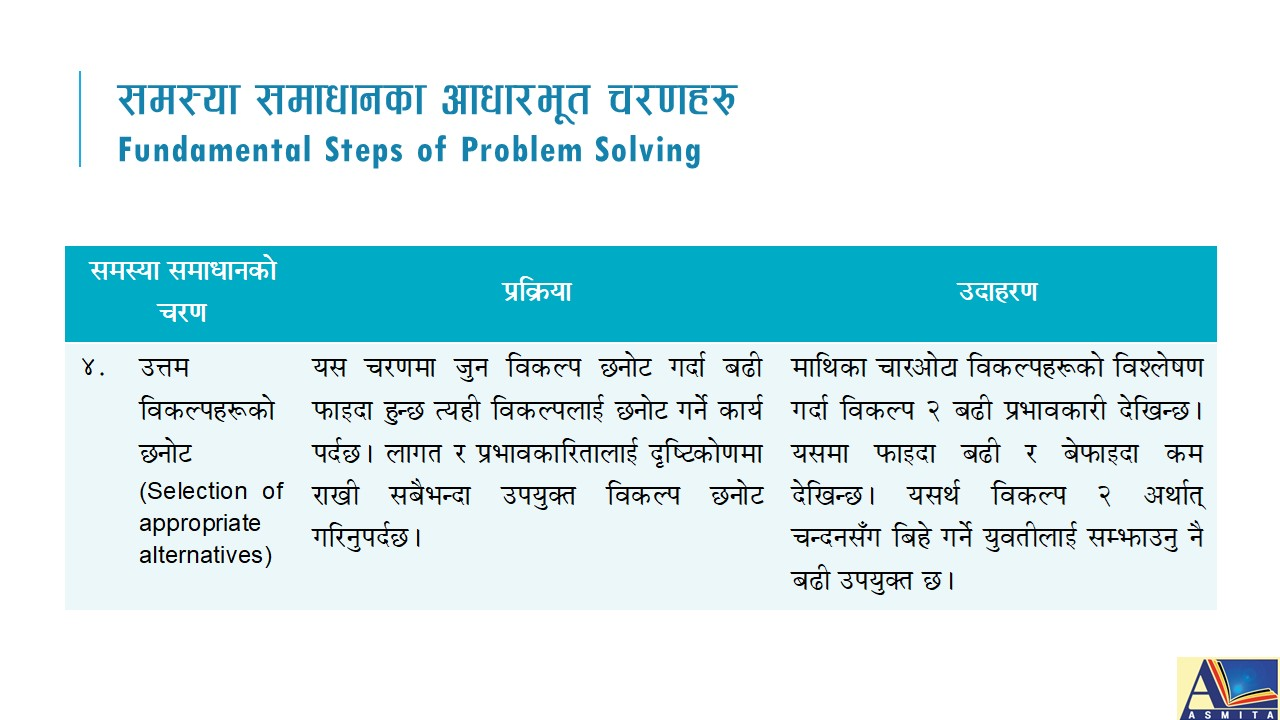 समस्या समाधानका आधारभूत चरणहरु
Fundamental Steps of Problem Solving
समस्या समाधानको
चरण
प्रक्रिया
उदाहरण
४. उत्तम
विकल्पहरूको
छनोट
(Selection of
appropriate
alternatives)
यस चरणमा जुन विकल्प छनोट गर्दा बढी
फाइदा हुन्छ त्यही विकल्पलाई छनोट गर्ने कार्य
पर्दछ। लागत र प्रभावकारितालाई दृष्टिकोणमा
राखी सबैभन्दा उपयुक्त विकल्प छनोट
गरिनुपर्दछ।
माथिका चारओटा विकल्पहरूको विश्लेषण
गर्दा विकल्प २ बढी प्रभावकारी देखिन्छ।
यसमा फाइदा बढी र बेफाइदा कम
देखिन्छ। यसर्थ विकल्प २ अर्थात्
चन्दनसँग बिहे गर्ने युवतीलाई सम्झाउनु नै
बढी उपयुक्त छ।
ASMITA